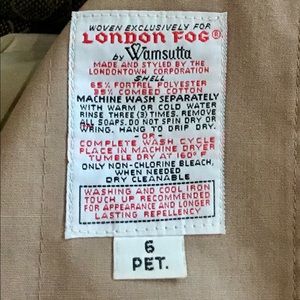 WOVEN EXCLUSIVELY FOR
LONDON FOG®
by Wamsutta
MADE AND STYLED BY THE
LONDONTOWN CORPORATION
SHELL
65% FORTREL POLYESTER
35% COMBED COTTON
MACHINE WASH SEPARATELY
WITH WARM OR COLD WATER
RINSE THREE (3) TIMES, REMOVE
ALL SOAPS. DO NOT SPIN DRY OR
WRING. HANG TO DRIP DRY.
-OR-
COMPLETE WASH CYCLE
PLACE IN MACHINE DRYER
TUMBLE DRY AT 160°F
ONLY NON-CHLORINE BLEACH,
WHEN NEEDED
DRY CLEANABLE
WASHING AND COOL IRON
TOUCH UP RECOMMENDED
FOR APPEARANCE AND LONGER
LASTING REPELLENCY
6
PET.